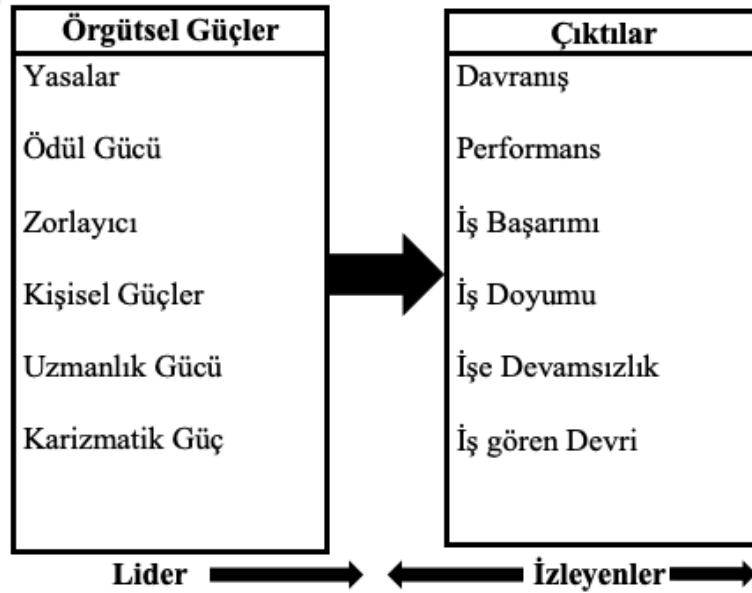 Örgütsel Güçler
Yasalar
Ödül Gücü
Zorlayıcı
Kişisel Güçler
Uzmanlık Gücü
Karizmatik Güç
Çıktılar
Davranış
Performans
İş Başarımı
İş Doyumu
İşe Devamsızlık
İş gören Devri
Lider
İzleyenler